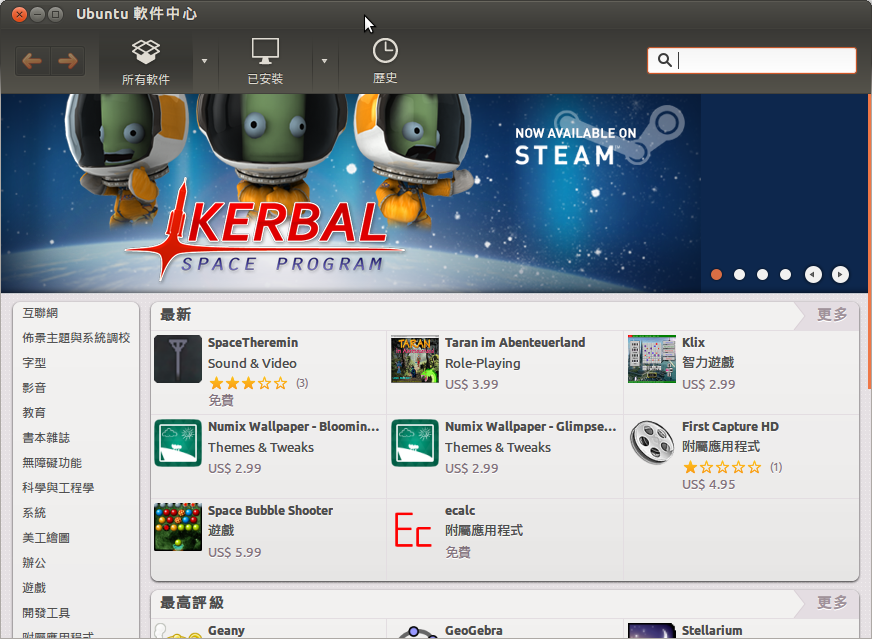 Ubuntu 軟件中心
所有軟件
已安裝
歷史
NOW AVAILABLE ON
STEAM™
KERBAL
SPACE PROGRAM
互聯網
佈景主題與系統調校
字型
影音
教育
書本雜誌
無障礙功能
科學與工程學
系統
美工繪圖
辦公
遊戲
開發工具
附屬應用程式
最新
更多
SpaceTheremin
Sound & Video
(3)
免費
Taran im Abenteuerland
Role-Playing
US$ 3.99
Klix
智力遊戲
US$ 2.99
Numix Wallpaper - Bloomin...
Themes & Tweaks
US$ 2.99
Numix Wallpaper - Glimpse...
Themes & Tweaks
US$ 2.99
First Capture HD
附屬應用程式
(1)
US$ 4.95
Space Bubble Shooter
遊戲
US$ 5.99
Ec
ecalc
附屬應用程式
免費
最高評級
更多
Geany
GeoGebra
Stellarium